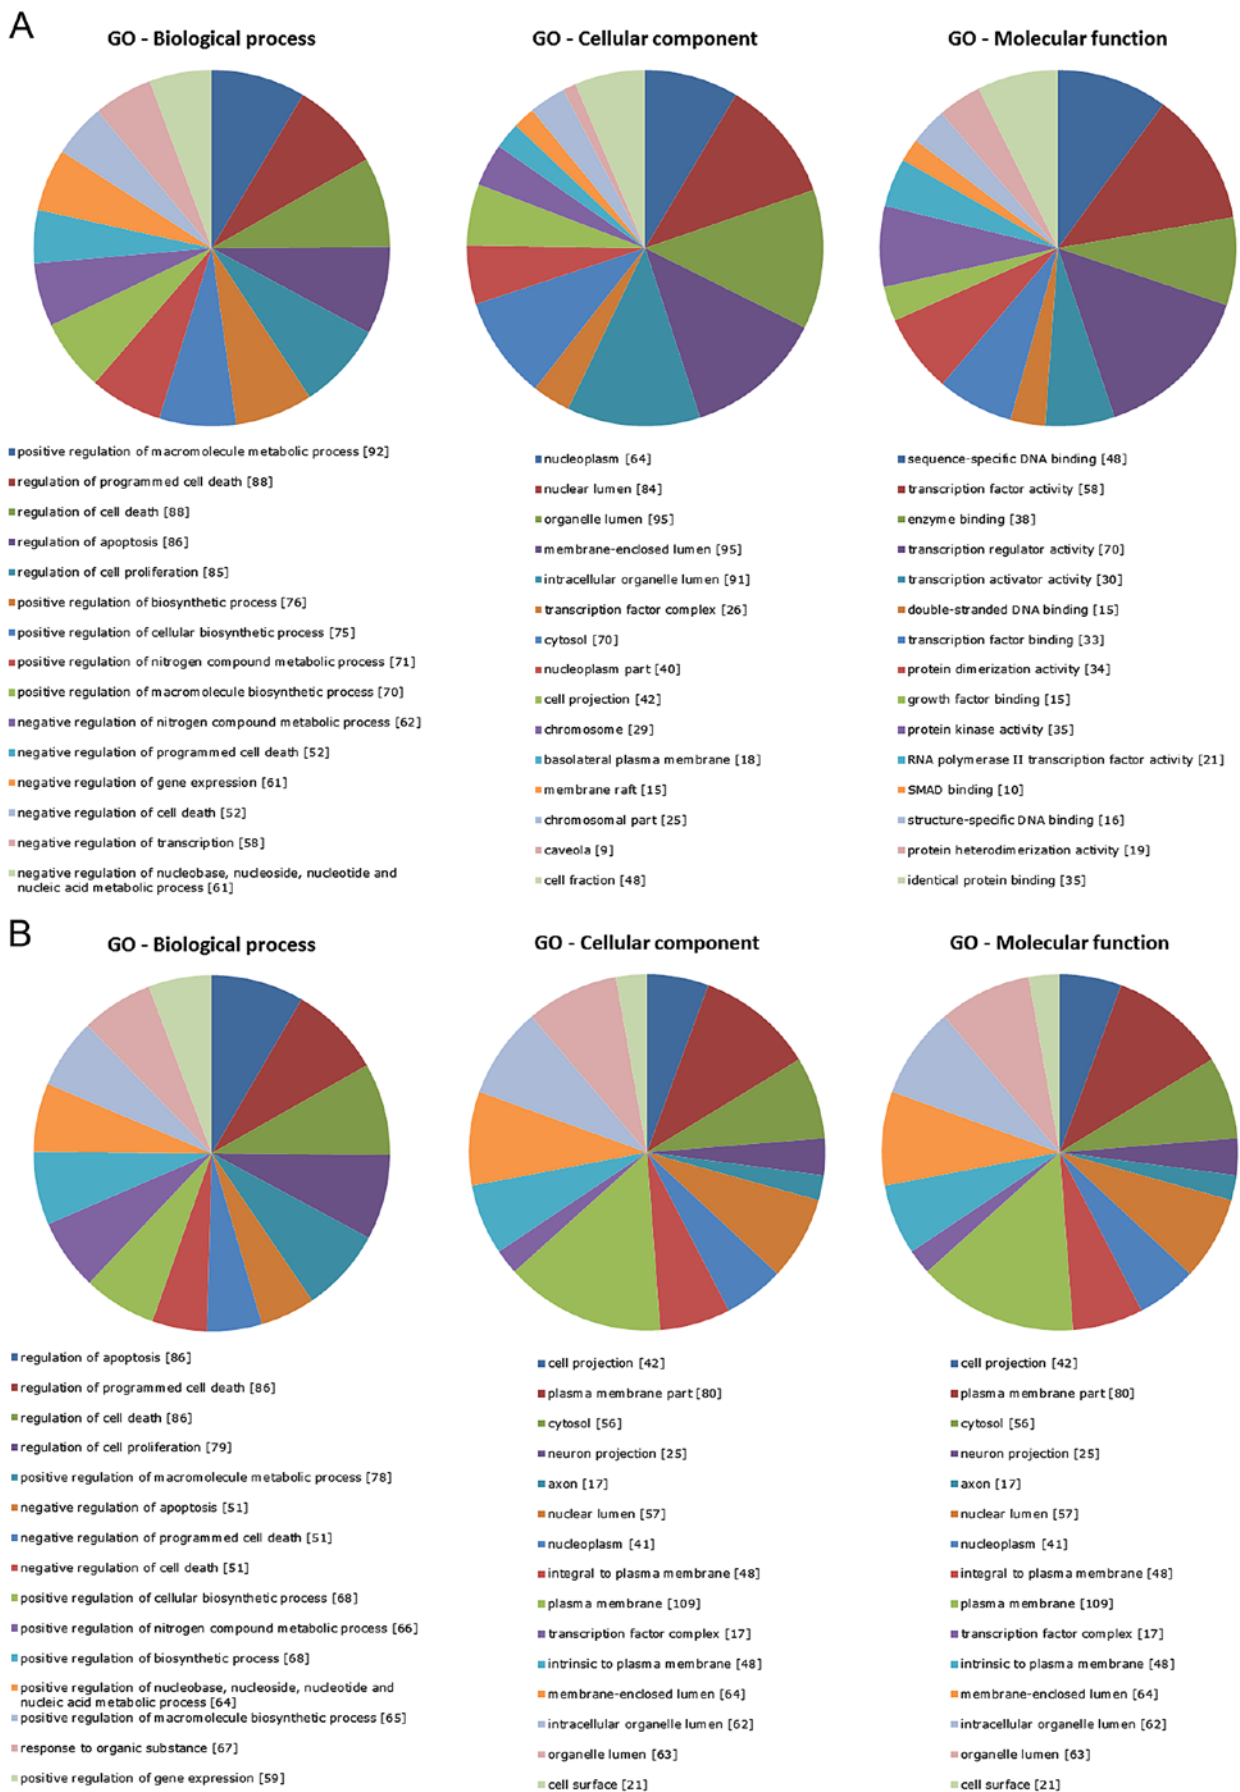 A
GO - Biological process
GO - Cellular component
GO - Molecular function
positive regulation of macromolecule metabolic process [92]
regulation of programmed cell death [88]
regulation of cell death [88]
regulation of apoptosis [86]
regulation of cell proliferation [85]
positive regulation of biosynthetic process [76]
positive regulation of cellular biosynthetic process [75]
positive regulation of nitrogen compound metabolic process [71]
positive regulation of macromolecule biosynthetic process [70]
negative regulation of nitrogen compound metabolic process [62]
negative regulation of programmed cell death [52]
negative regulation of gene expression [61]
negative regulation of cell death [52]
negative regulation of transcription [58]
negative regulation of nucleobase, nucleoside, nucleotide and
nucleic acid metabolic process [61]
nucleoplasm [64]
nuclear lumen [84]
organelle lumen [95]
membrane-enclosed lumen [95]
intracellular organelle lumen [91]
transcription factor complex [26]
cytosol [70]
nucleoplasm part [40]
cell projection [42]
chromosome [29]
basolateral plasma membrane [18]
membrane raft [15]
chromosomal part [25]
caveola [9]
cell fraction [48]
sequence-specific DNA binding [48]
transcription factor activity [58]
enzyme binding [38]
transcription regulator activity [70]
transcription activator activity [30]
double-stranded DNA binding [15]
transcription factor binding [33]
protein dimerization activity [34]
growth factor binding [15]
protein kinase activity [35]
RNA polymerase II transcription factor activity [21]
SMAD binding [10]
structure-specific DNA binding [16]
protein heterodimerization activity [19]
identical protein binding [35]
B
GO - Biological process
GO - Cellular component
GO - Molecular function
regulation of apoptosis [86]
regulation of programmed cell death [86]
regulation of cell death [86]
regulation of cell proliferation [79]
positive regulation of macromolecule metabolic process [78]
negative regulation of apoptosis [51]
negative regulation of programmed cell death [51]
negative regulation of cell death [51]
positive regulation of cellular biosynthetic process [68]
positive regulation of nitrogen compound metabolic process [66]
positive regulation of biosynthetic process [68]
positive regulation of nucleobase, nucleoside, nucleotide and
nucleic acid metabolic process [64]
positive regulation of macromolecule biosynthetic process [65]
response to organic substance [67]
positive regulation of gene expression [59]
cell projection [42]
plasma membrane part [80]
cytosol [56]
neuron projection [25]
axon [17]
nuclear lumen [57]
nucleoplasm [41]
integral to plasma membrane [48]
plasma membrane [109]
transcription factor complex [17]
intrinsic to plasma membrane [48]
membrane-enclosed lumen [64]
intracellular organelle lumen [62]
organelle lumen [63]
cell surface [21]
cell projection [42]
plasma membrane part [80]
cytosol [56]
neuron projection [25]
axon [17]
nuclear lumen [57]
nucleoplasm [41]
integral to plasma membrane [48]
plasma membrane [109]
transcription factor complex [17]
intrinsic to plasma membrane [48]
membrane-enclosed lumen [64]
intracellular organelle lumen [62]
organelle lumen [63]
cell surface [21]